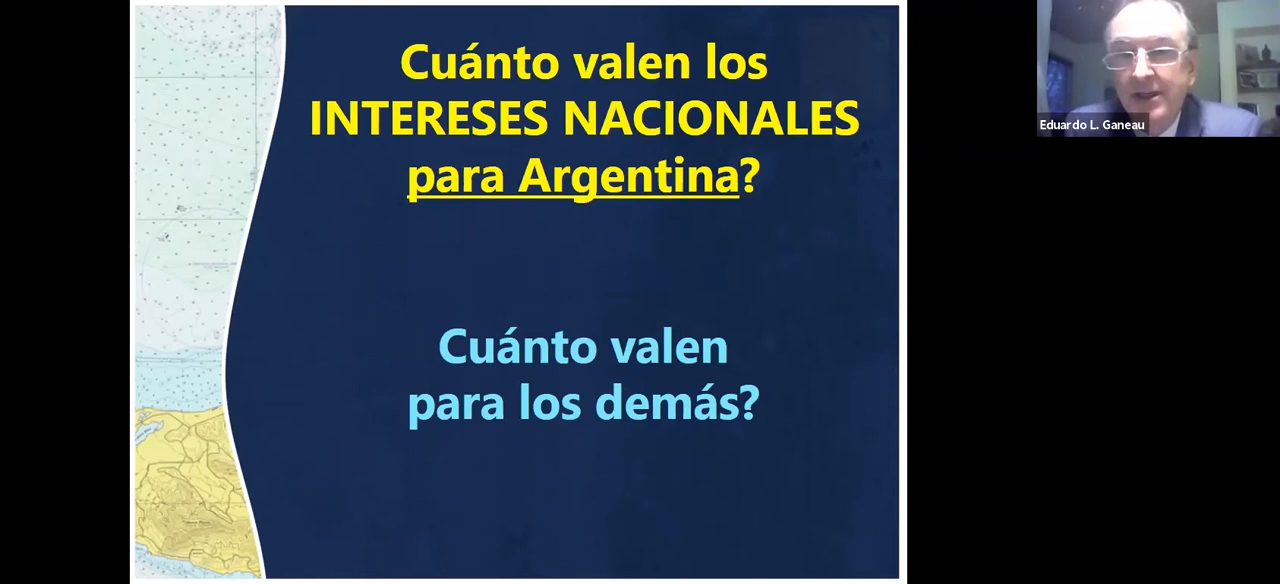 Cuánto valen los
INTERESES NACIONALES
para Argentina?
Cuánto valen
para los demás?
Eduardo L. Ganeau